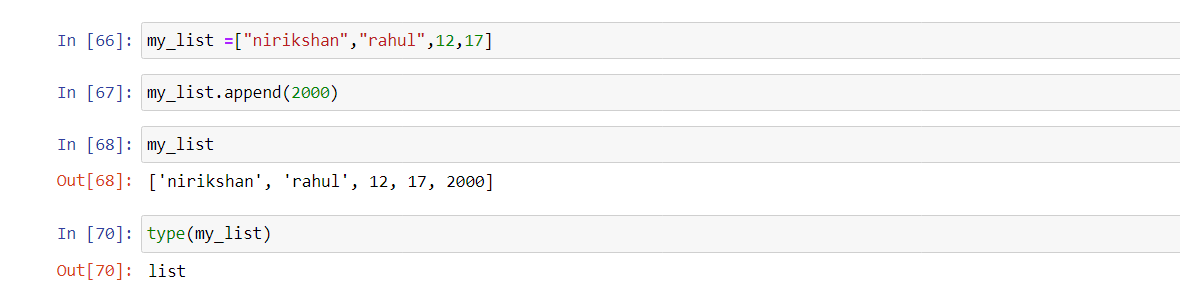 In [66]: my_list =["nirikshan","rahul",12,17]
In [67]: my_list.append(2000)
In [68]: my_list
Out[68]: ['nirikshan', 'rahul', 12, 17, 2000]
In [70]: type(my_list)
Out[70]: list